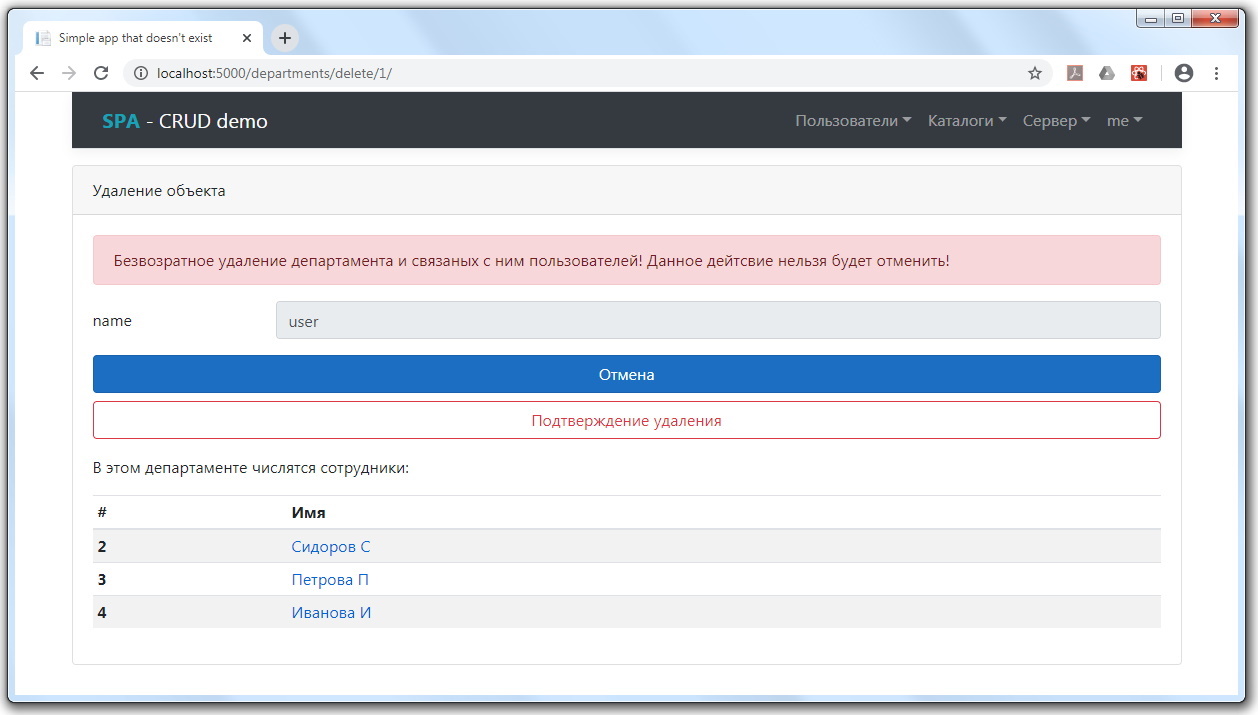 Simple app that doesn't exist
localhost:5000/departments/delete/1/
SPA - CRUD demo
Пользователи Каталоги Сервер me
Удаление объекта
Безвозратное удаление департамента и связаных с ним пользователей! Данное дейтсвие нельзя будет отменить!
name user
Отмена
Подтверждение удаления
В этом департаменте числятся сотрудники:
# Имя
2 Сидоров С
3 Петрова П
4 Иванова И